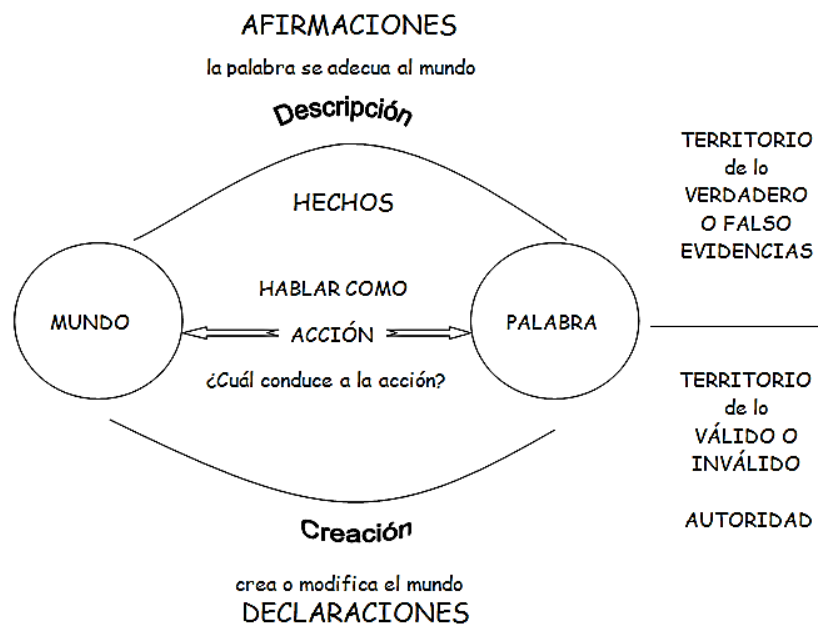 AFIRMACIONES
la palabra se adecua al mundo
Descripción
HECHOS
MUNDO
HABLAR COMO
ACCIÓN
¿Cuál conduce a la acción?
PALABRA
Creación
crea o modifica el mundo
DECLARACIONES
TERRITORIO
de lo
VERDADERO
O FALSO
EVIDENCIAS
TERRITORIO
de lo
VÁLIDO O
INVÁLIDO
AUTORIDAD